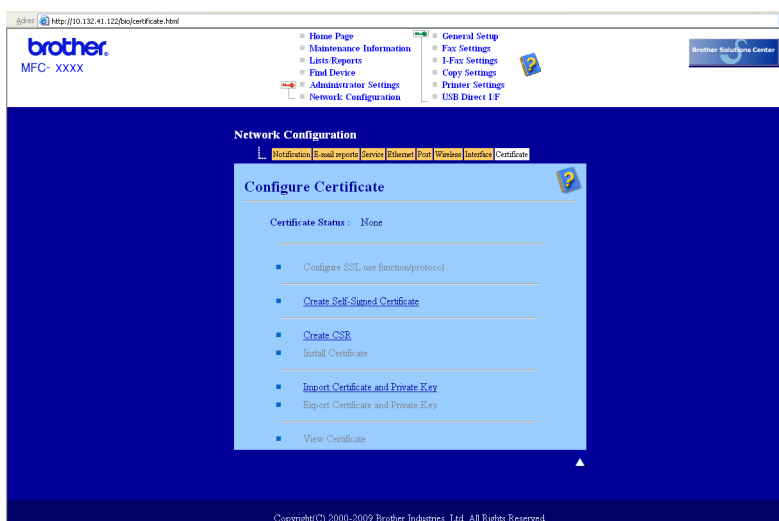 Adres http://10.132.41.122/bio/certificate.html
brother.
MFC- XXXX
Home Page
Maintenance Information
Lists/Reports
Find Device
Administrator Settings
Network Configuration
General Setup
Fax Settings
I-Fax Settings
Copy Settings
Printer Settings
USB Direct I/F
Brother Solutions Center
Network Configuration
Notification E-mail reports Service Ethernet Port Wireless Interface Certificate
Configure Certificate
Certificate Status : None
Configure SSL use function/protocol
Create Self-Signed Certificate
Create CSR
Install Certificate
Import Certificate and Private Key
Export Certificate and Private Key
View Certificate
Copyright(C) 2000-2009 Brother Industries, Ltd. All Rights Reserved.